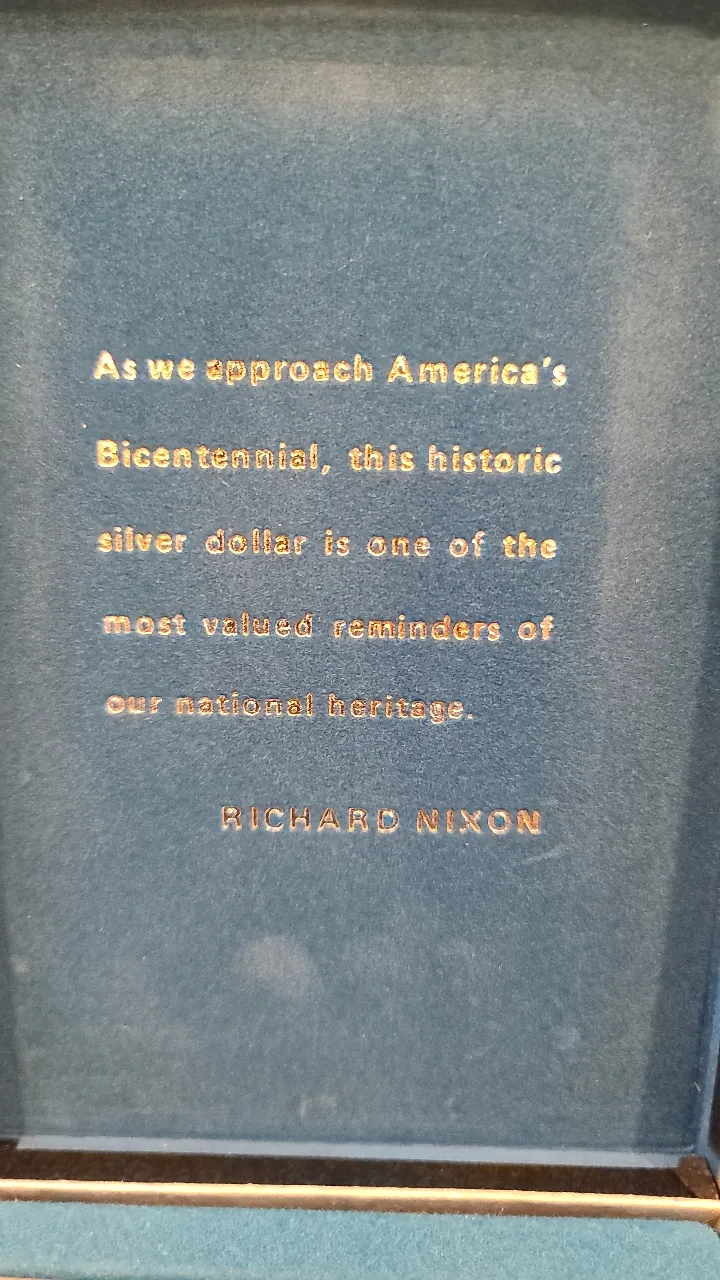 As we approach America's
Bicentennial, this historic
silver dollar is one of the
most valued reminders of
our national heritage.
RICHARD NIXON